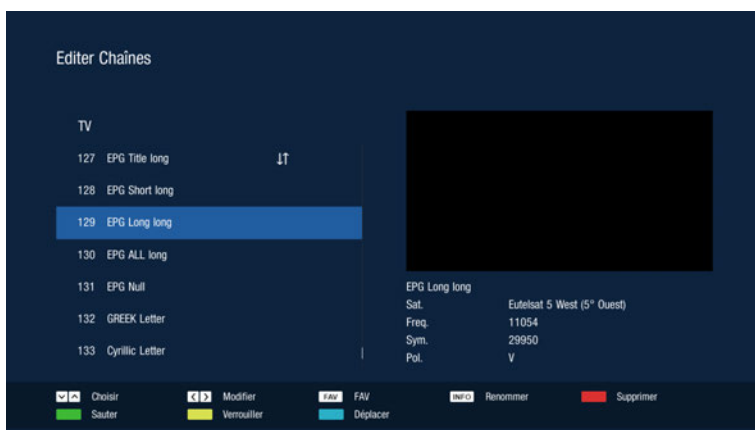 Editer Chaînes
TV
127 EPG Title long
128 EPG Short long
129 EPG Long long
130 EPG ALL long
131 EPG Null
132 GREEK Letter
133 Cyrillic Letter
EPG Long long
Sat. Eutelsat 5 West (5° Ouest)
Freq. 11054
Sym. 29950
Pol. V
Choisir Modifier FAV FAV INFO Renommer Supprimer
Sauter Verrouiller Déplacer